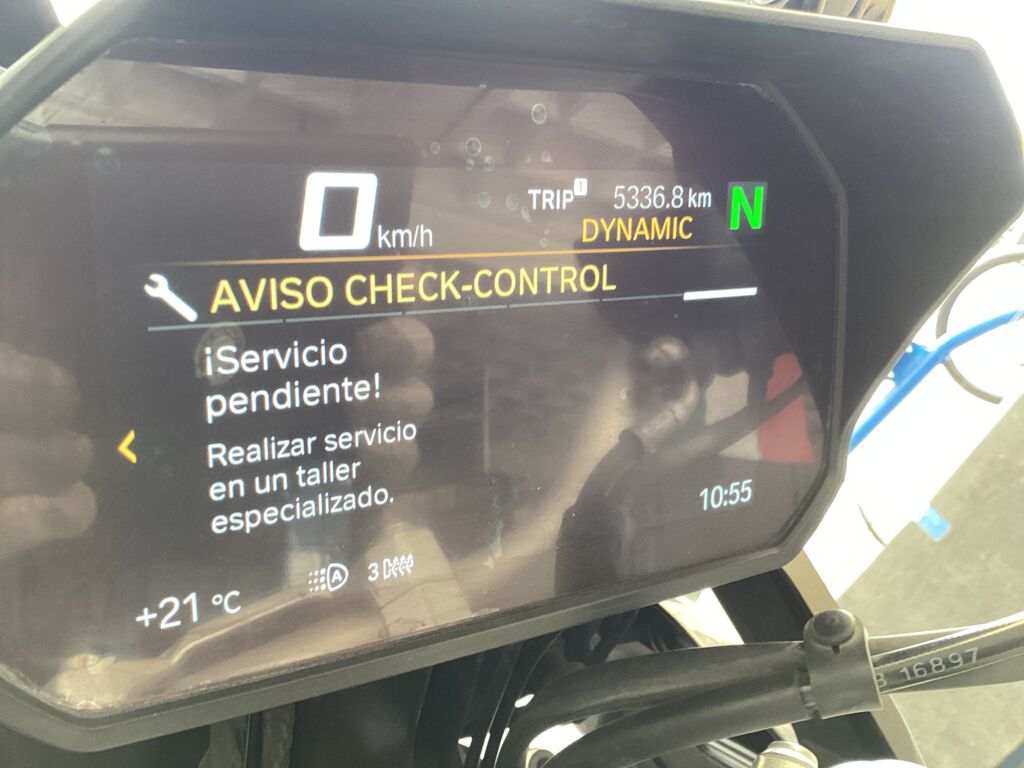 0 km/h
TRIP 1 5336.8 km
N
DYNAMIC
AVISO CHECK-CONTROL
¡Servicio
pendiente!
Realizar servicio
en un taller
especializado.
10:55
+21 °C
A
3
16897